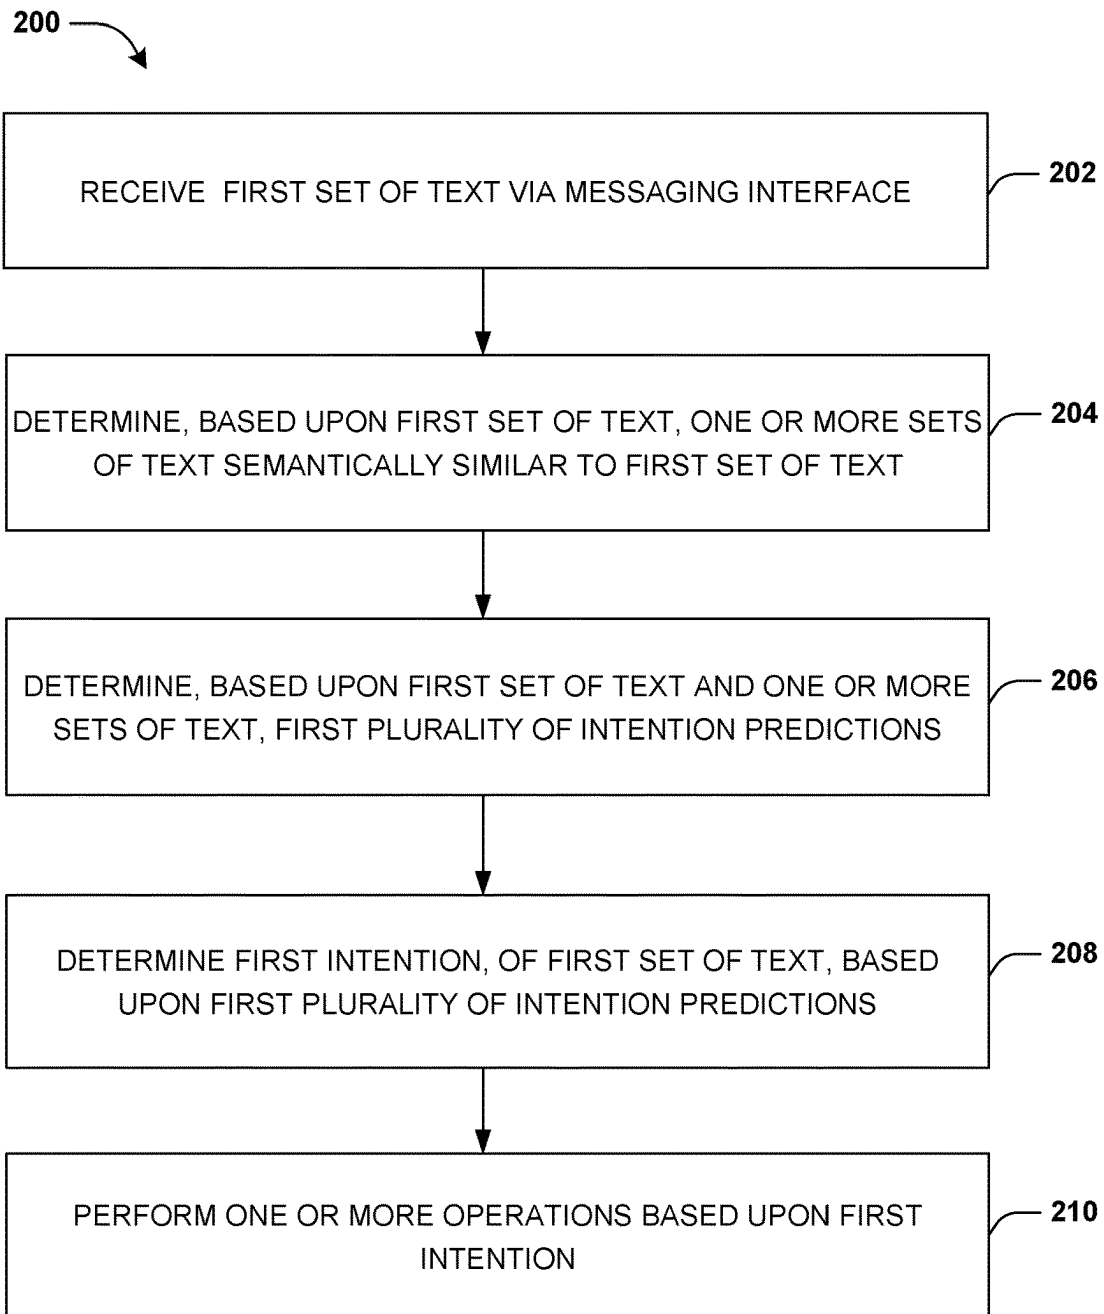 200
RECEIVE FIRST SET OF TEXT VIA MESSAGING INTERFACE
202
DETERMINE, BASED UPON FIRST SET OF TEXT, ONE OR MORE SETS
OF TEXT SEMANTICALLY SIMILAR TO FIRST SET OF TEXT
204
DETERMINE, BASED UPON FIRST SET OF TEXT AND ONE OR MORE
SETS OF TEXT, FIRST PLURALITY OF INTENTION PREDICTIONS
206
DETERMINE FIRST INTENTION, OF FIRST SET OF TEXT, BASED
UPON FIRST PLURALITY OF INTENTION PREDICTIONS
208
PERFORM ONE OR MORE OPERATIONS BASED UPON FIRST
INTENTION
210